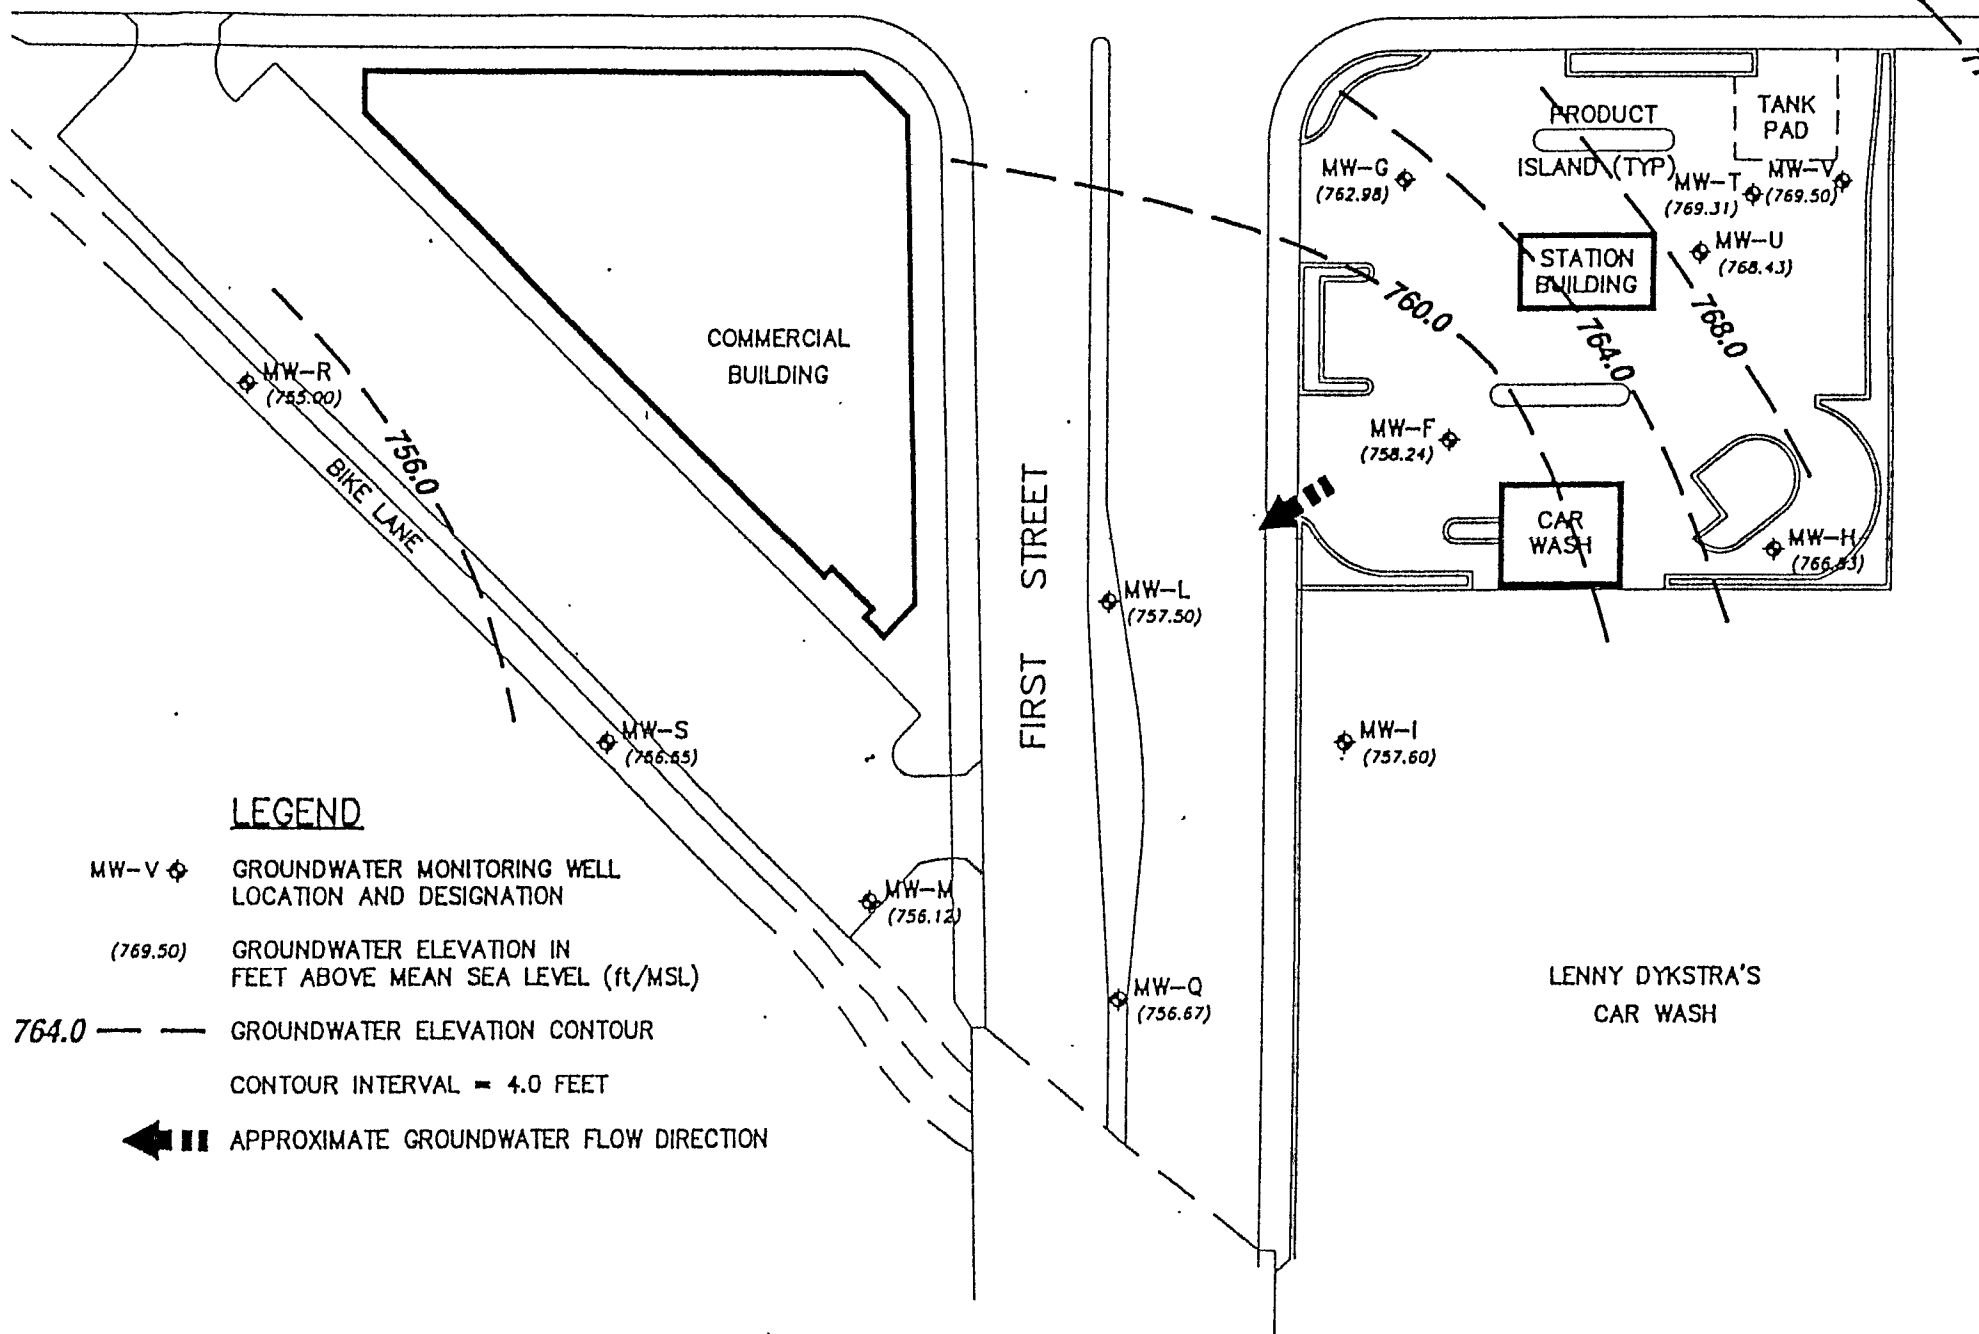 PRODUCT
ISLAND (TYP)
TANK
PAD
MW-G
(762.98)
MW-T
(769.31)
MW-V
(769.50)
MW-U
(768.43)
STATION
BUILDING
760.0
764.0
768.0
COMMERCIAL
BUILDING
MW-R
(755.00)
756.0
BIKE LANE
MW-F
(758.24)
CAR
WASH
MW-H
FIRST STREET
MW-L
(757.50)
MW-S
MW-I
(757.60)
MW-M
(756.12)
MW-Q
(756.67)
LENNY DYKSTRA'S
CAR WASH
LEGEND
MW-V GROUNDWATER MONITORING WELL
LOCATION AND DESIGNATION
(769.50) GROUNDWATER ELEVATION IN
FEET ABOVE MEAN SEA LEVEL (ft/MSL)
764.0 GROUNDWATER ELEVATION CONTOUR
CONTOUR INTERVAL = 4.0 FEET
APPROXIMATE GROUNDWATER FLOW DIRECTION